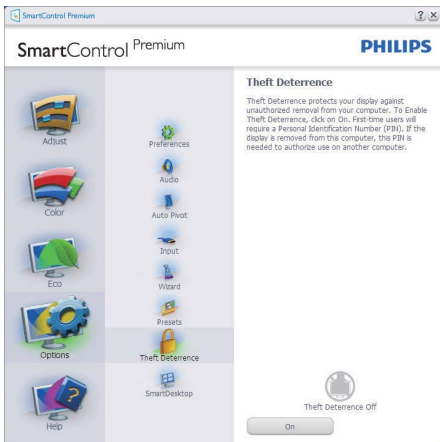 SmartControl Premium
SmartControl Premium
PHILIPS
Adjust
Color
Eco
Options
Help
Preferences
Audio
Auto Pivot
Input
Wizard
Presets
Theft Deterrence
SmartDesktop
Theft Deterrence
Theft Deterrence protects your display against
unauthorized removal from your computer. To Enable
Theft Deterrence, click on On. First-time users will
require a Personal Identification Number (PIN). If the
display is removed from this computer, this PIN is
needed to authorize use on another computer.
Theft Deterrence Off
On